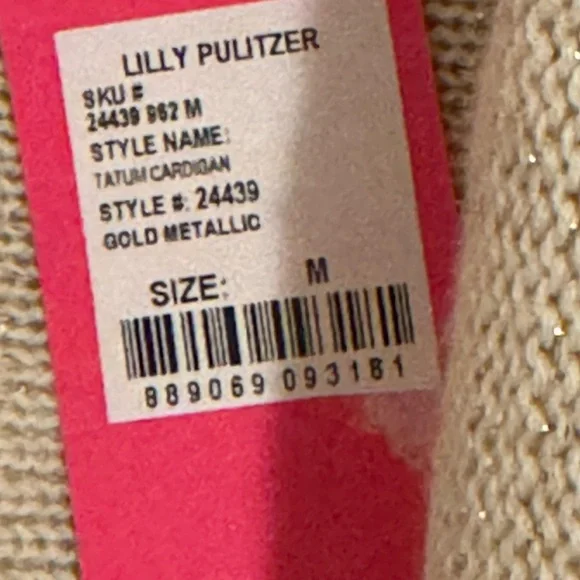 LILLY PULITZER
SKU #
24439 962 M
STYLE NAME:
TATUM CARDIGAN
STYLE #: 24439
GOLD METALLIC
SIZE: M
889069 093181